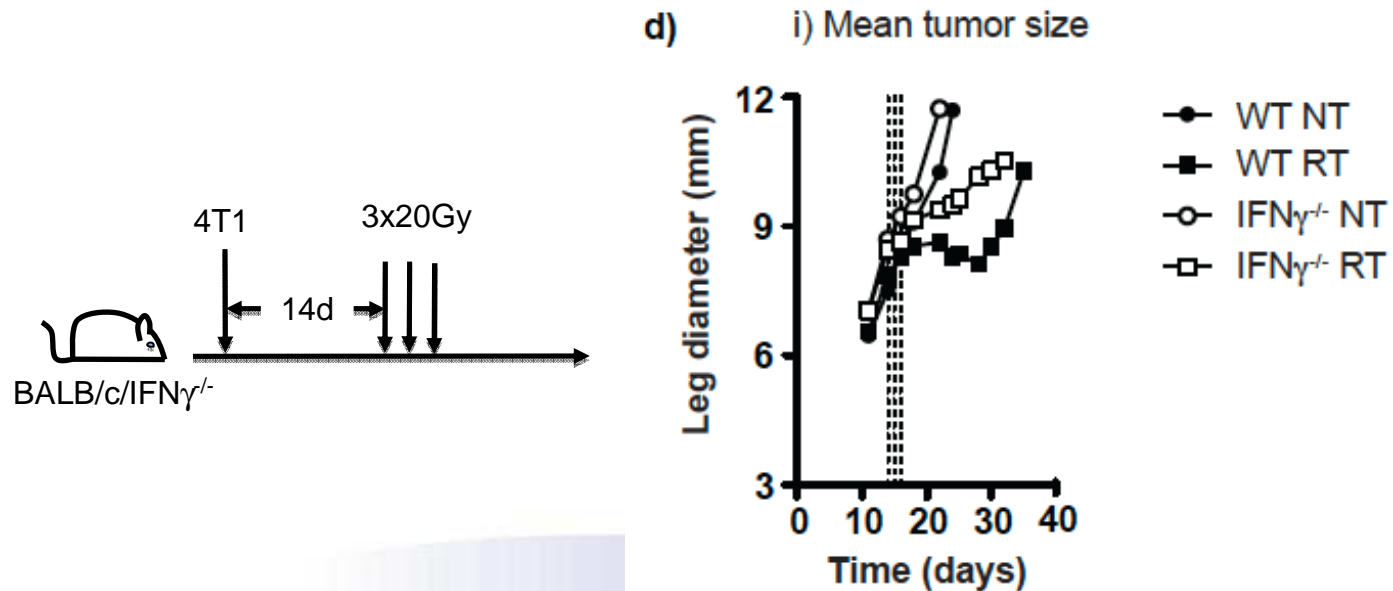 4T1
3x20Gy
14d
BALB/c/IFNγ-/-
d)
i) Mean tumor size
12
9
6
3
Leg diameter (mm)
0 10 20 30 40
Time (days)
WT NT
WT RT
IFNγ-/- NT
IFNγ-/- RT